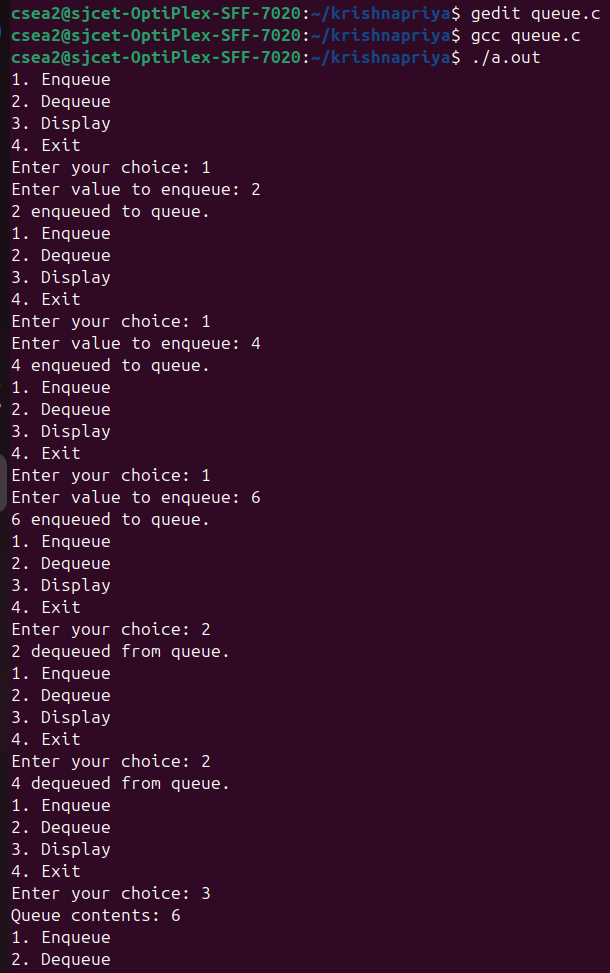 csea2@sjcet-OptiPlex-SFF-7020:~/krishnapriya$ gedit queue.c
csea2@sjcet-OptiPlex-SFF-7020:~/krishnapriya$ gcc queue.c
csea2@sjcet-OptiPlex-SFF-7020:~/krishnapriya$ ./a.out
1. Enqueue
2. Dequeue
3. Display
4. Exit
Enter your choice: 1
Enter value to enqueue: 2
2 enqueued to queue.
1. Enqueue
2. Dequeue
3. Display
4. Exit
Enter your choice: 1
Enter value to enqueue: 4
4 enqueued to queue.
1. Enqueue
2. Dequeue
3. Display
4. Exit
Enter your choice: 1
Enter value to enqueue: 6
6 enqueued to queue.
1. Enqueue
2. Dequeue
3. Display
4. Exit
Enter your choice: 2
2 dequeued from queue.
1. Enqueue
2. Dequeue
3. Display
4. Exit
Enter your choice: 2
4 dequeued from queue.
1. Enqueue
2. Dequeue
3. Display
4. Exit
Enter your choice: 3
Queue contents: 6
1. Enqueue
2. Dequeue